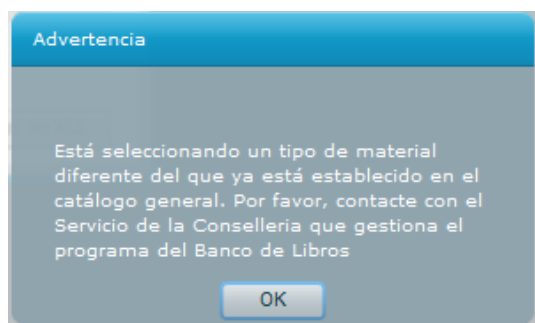 Advertencia
Está seleccionando un tipo de material
diferente del que ya está establecido en el
catálogo general. Por favor, contacte con el
Servicio de la Conselleria que gestiona el
programa del Banco de Libros
OK